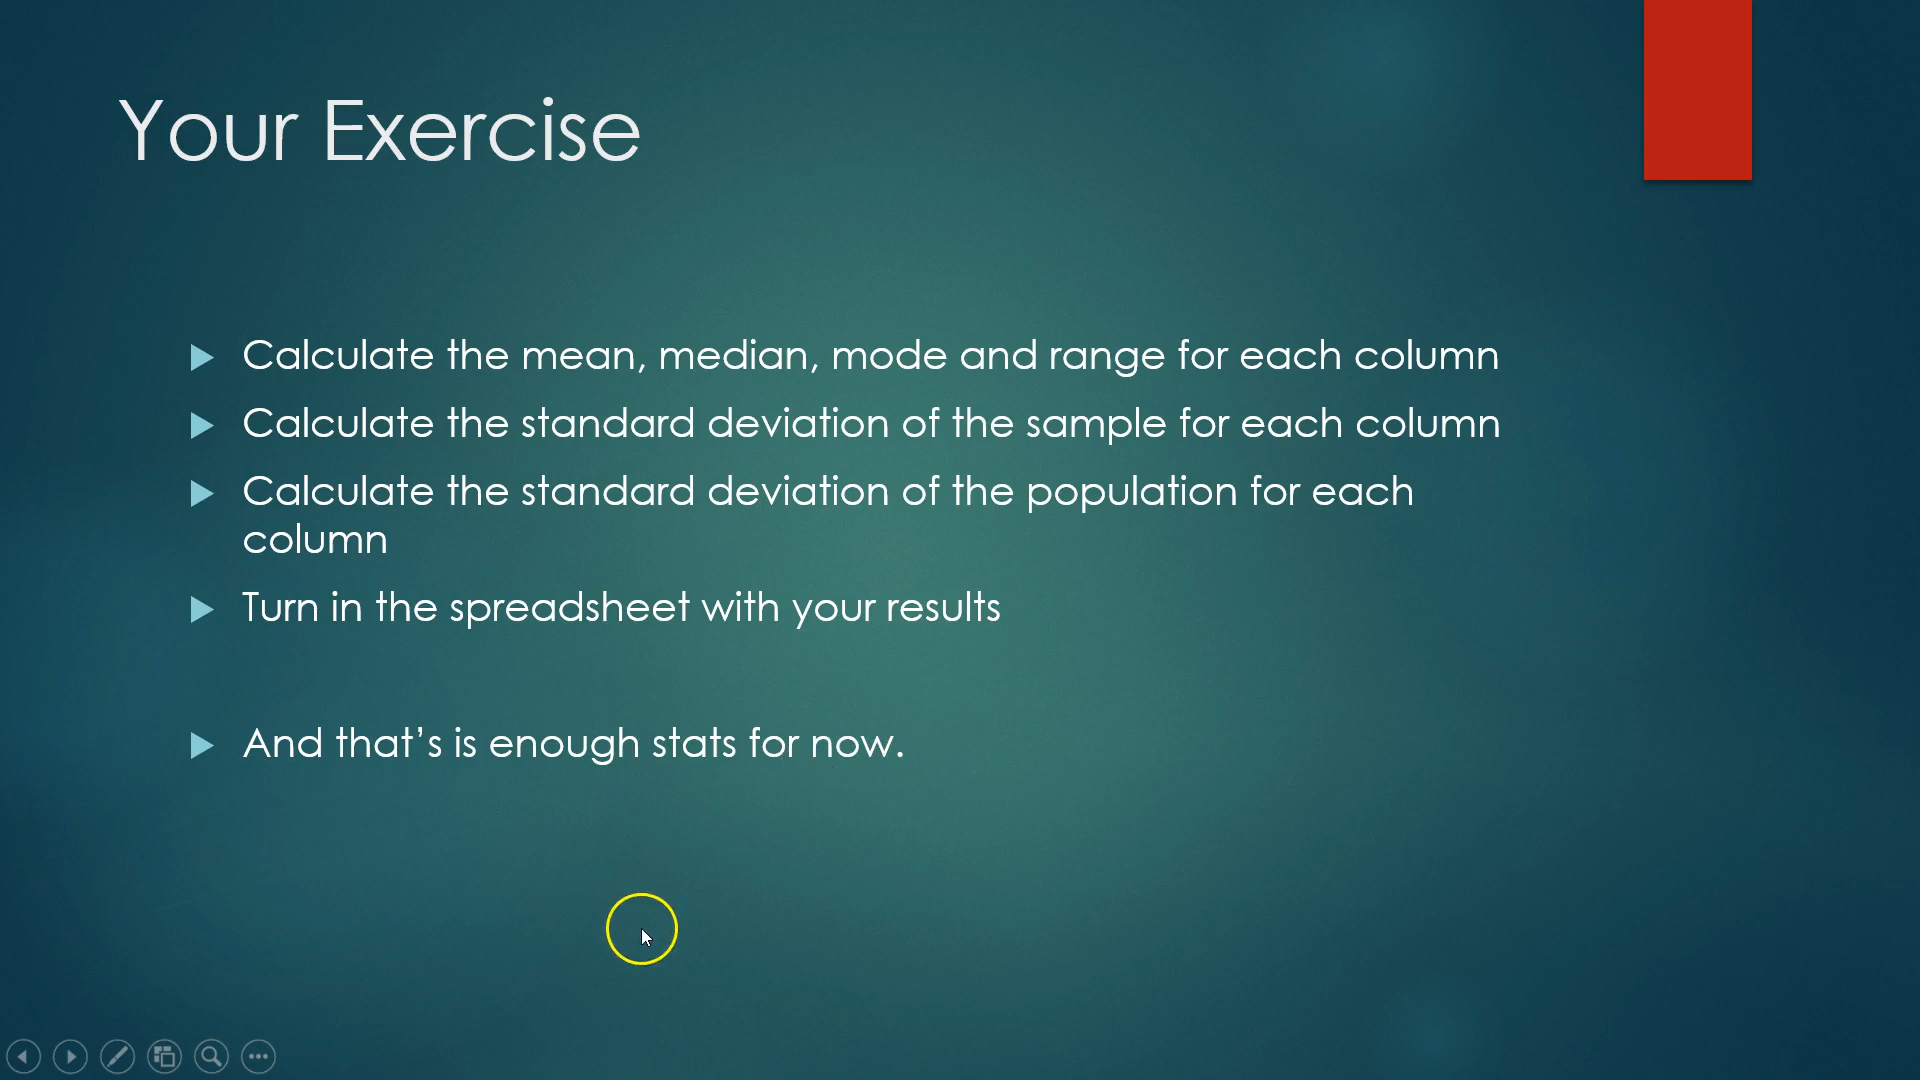 Your Exercise
Calculate the mean, median, mode and range for each column
Calculate the standard deviation of the sample for each column
Calculate the standard deviation of the population for each
column
Turn in the spreadsheet with your results
And that’s is enough stats for now.